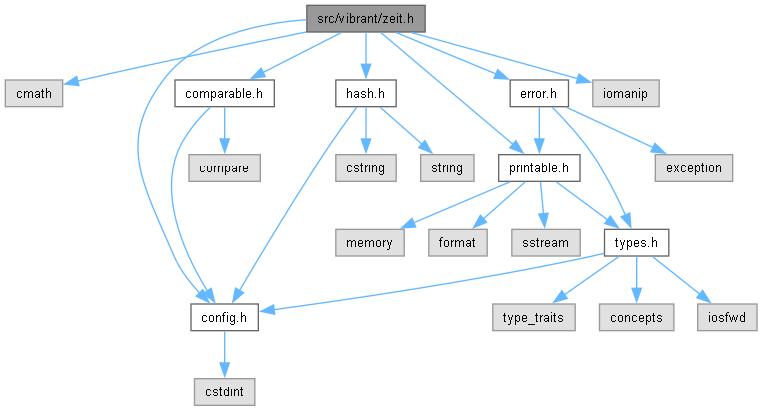 src/vibrant/zeit.h
cmath
comparable.h
hash.h
error.h
iomanip
compare
cstring
string
printable.h
exception
memory
format
sstream
types.h
config.h
type_traits
concepts
iosfwd
cstdint